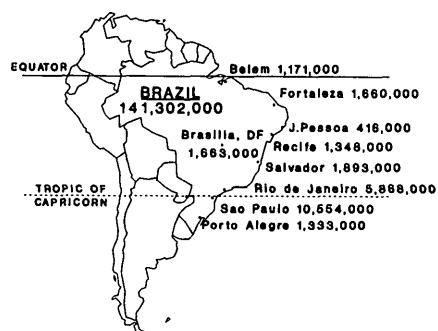 EQUATOR
Belem 1,171,000
BRAZIL
141,302,000
Fortaleza 1,660,000
J.Pessoa 416,000
Brasilia, DF
1,663,000
Recife 1,348,000
Salvador 1,893,000
TROPIC OF
CAPRICORN
Rio de Janeiro 5,888,000
Sao Paulo 10,554,000
Porto Alegre 1,333,000